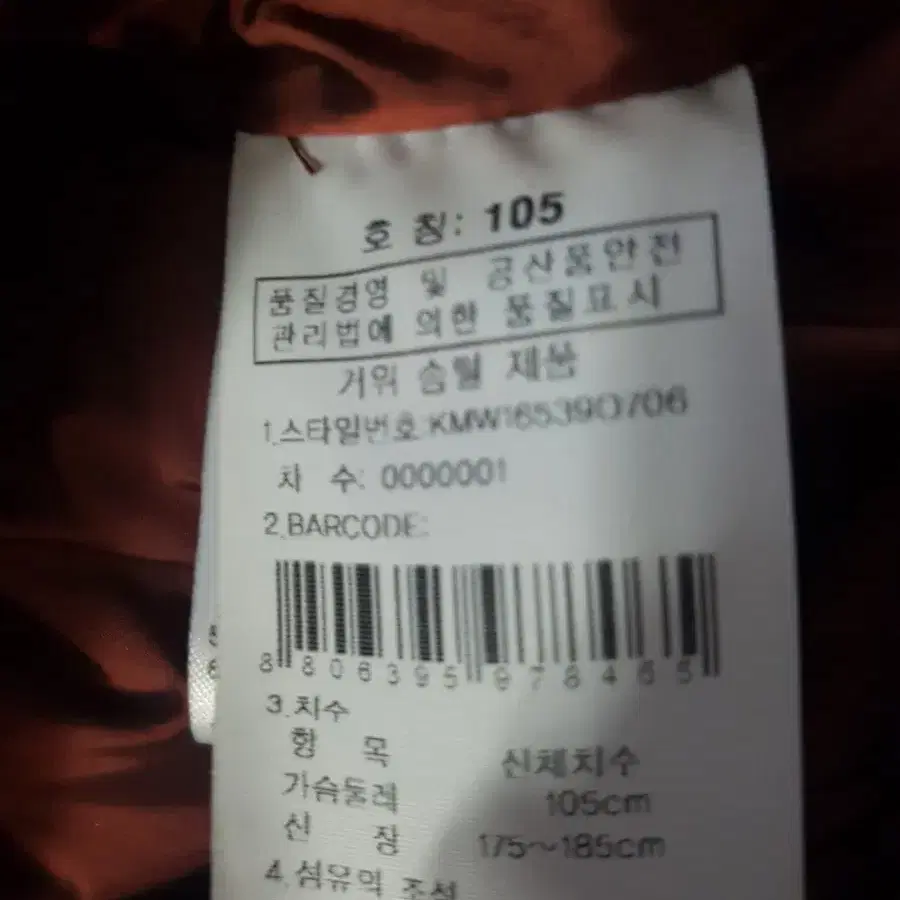 호 칭: 105
품질경영 및 공산품안전
관리법에 의한 품질표시
거위 솜털 제품
1.스타일번호:KMW16539O706
차 수: 0000001
2.BARCODE:
8 806395 978465
3.치수
항 목 신체치수
가슴둘레 105cm
신 장 175~185cm
4.섬유의 조성